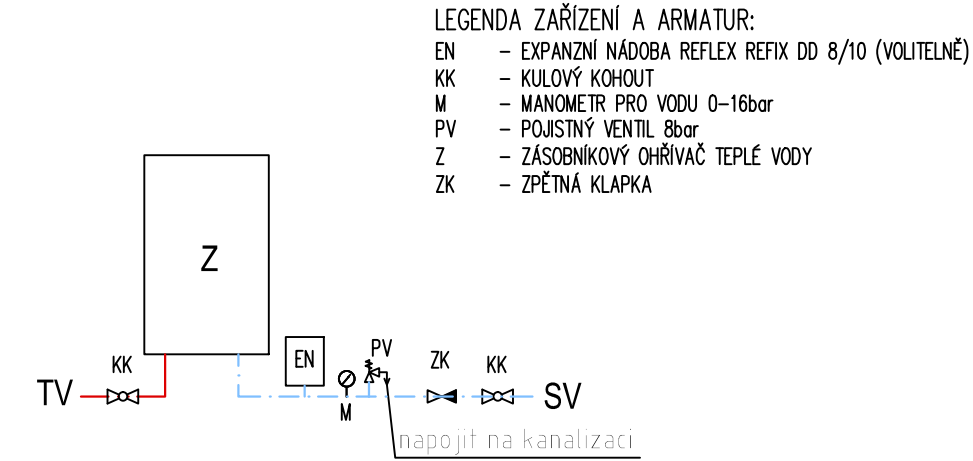 LEGENDA ZAŘÍZENÍ A ARMATUR:
EN – EXPANZNÍ NÁDOBA REFLEX REFIX DD 8/10 (VOLITELNĚ)
KK – KULOVÝ KOHOUT
M – MANOMETR PRO VODU 0–16bar
PV – POJISTNÝ VENTIL 8bar
Z – ZÁSOBNÍKOVÝ OHŘÍVAČ TEPLÉ VODY
ZK – ZPĚTNÁ KLAPKA
Z
KK
EN
PV
ZK
KK
TV
M
SV
napojit na kanalizaci